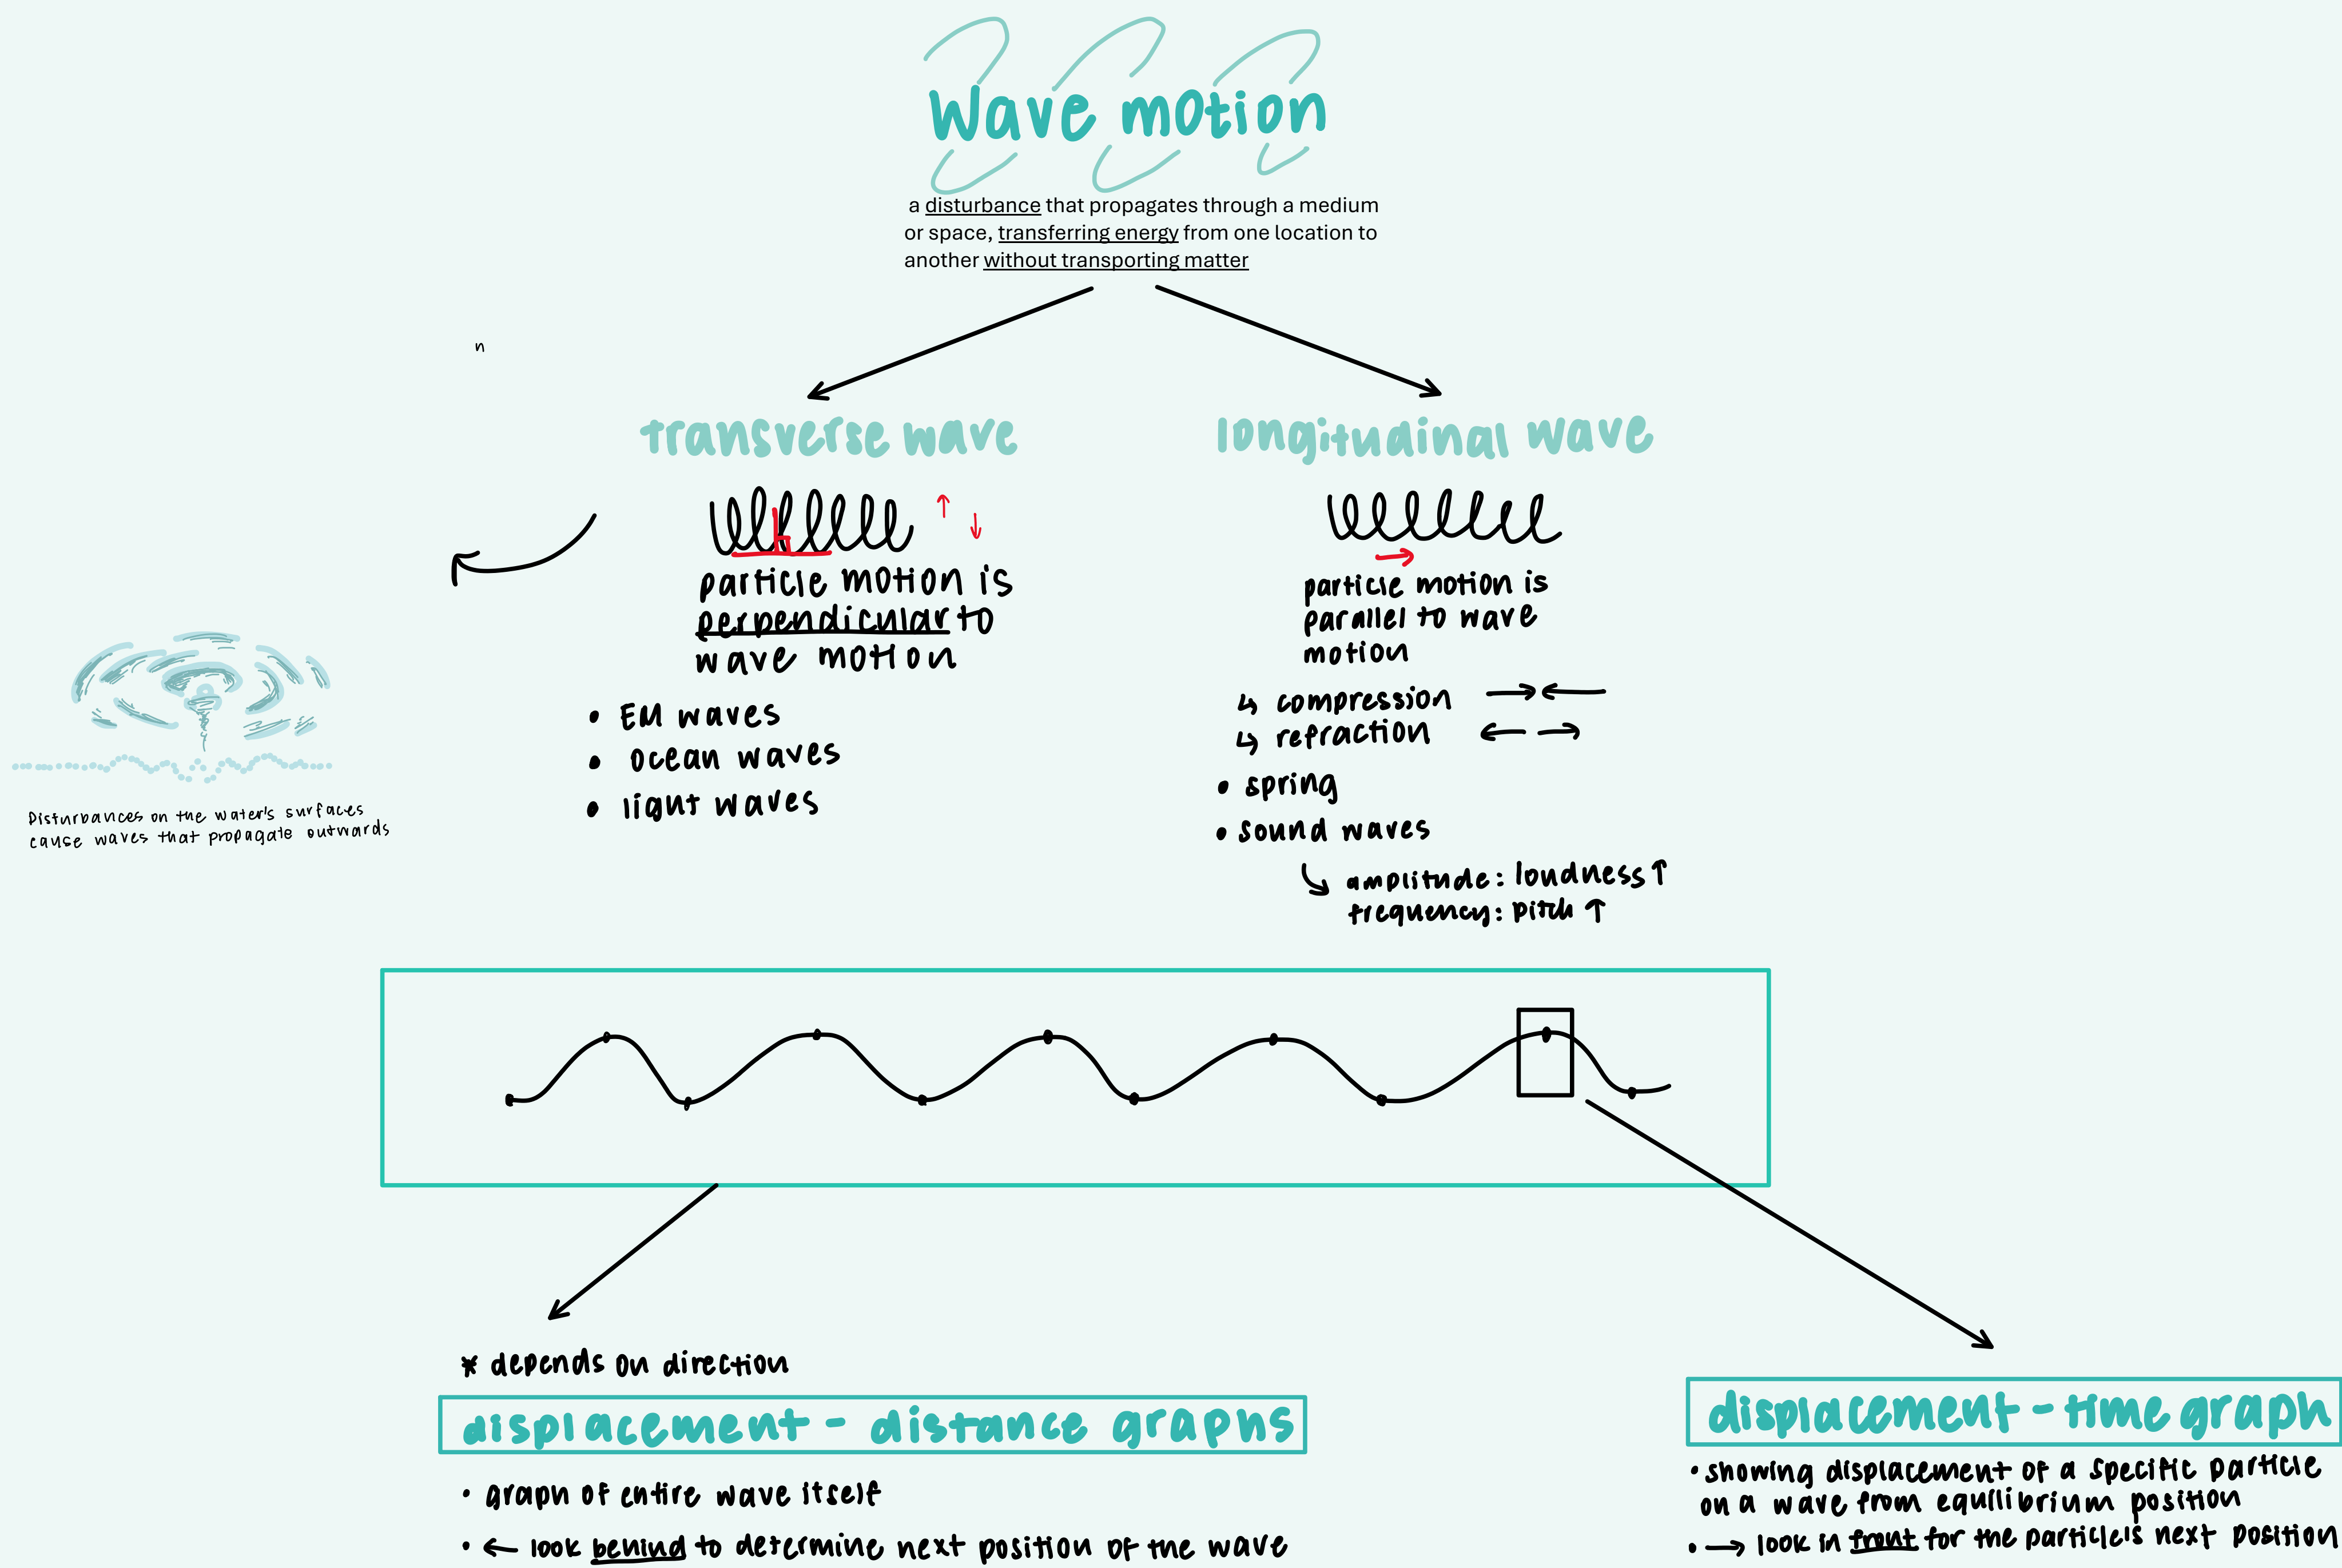 Wave motion
a disturbance that propagates through a medium
or space, transferring energy from one location to
another without transporting matter
n
transverse wave
particle motion is
perpendicular to
wave motion
• EM waves
• ocean waves
• light waves
Disturbances on the water's surfaces
cause waves that propagate outwards
longitudinal wave
particle motion is
parallel to wave
motion
↳ compression → ←
↳ refraction ← →
• spring
• sound waves
↳ amplitude: loudness ↑
frequency: pitch ↑
* depends on direction
displacement - distance graphs
• graph of entire wave itself
• ← look behind to determine next position of the wave
displacement - time graph
• showing displacement of a specific particle
on a wave from equilibrium position
• → look in front for the particle's next position